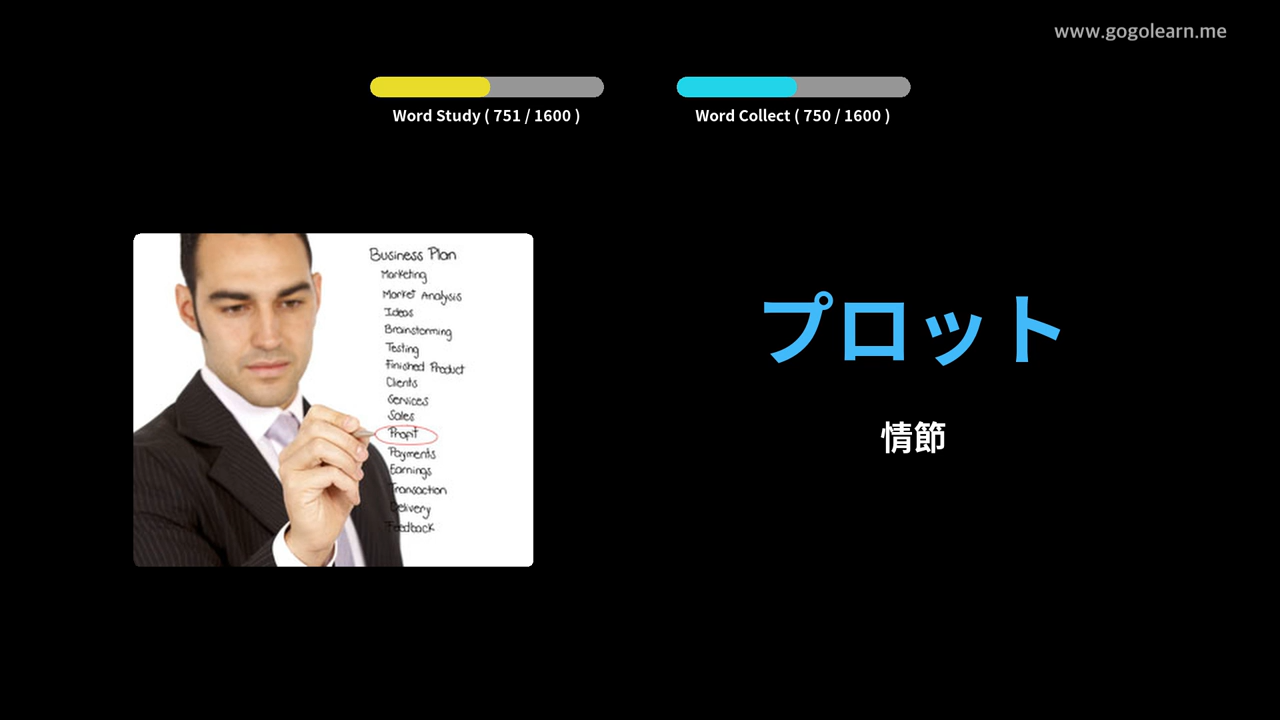 www.gogolearn.me
Word Study ( 751 / 1600 )
Word Collect ( 750 / 1600 )
Business Plan
Marketing
Market Analysis
Ideas
Brainstorming
Testing
Finished Product
Clients
Services
Sales
Profit
Payments
Earnings
Transaction
Delivery
Feedback
プロット
情節